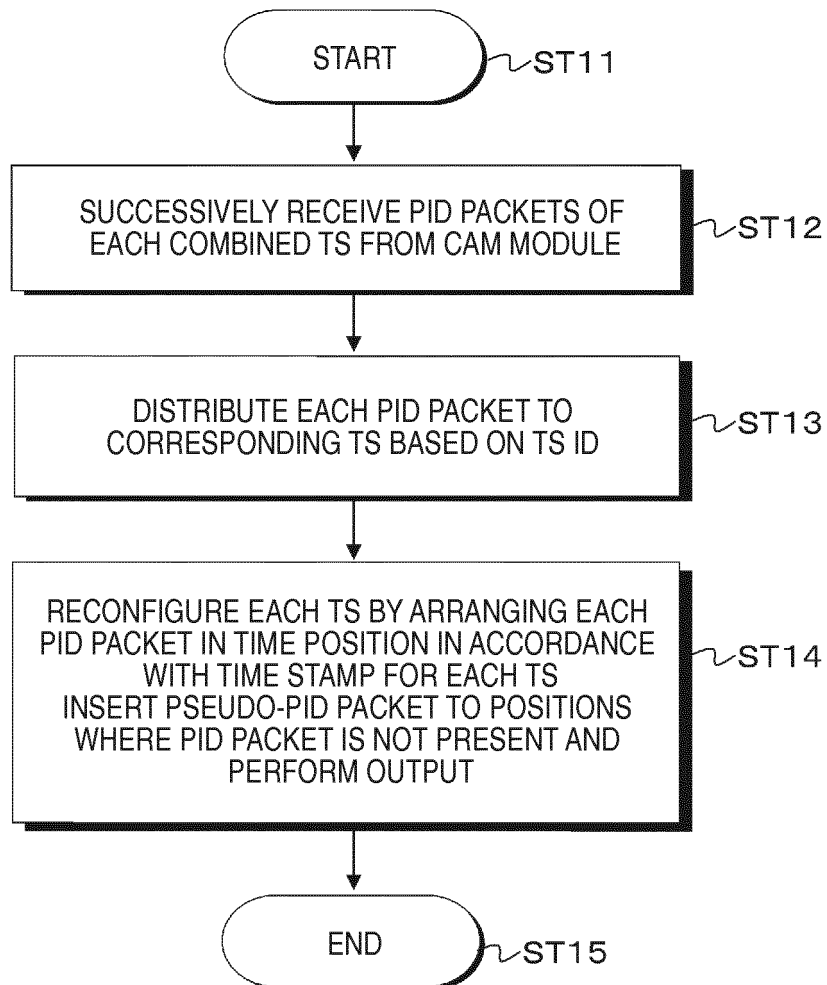 START
ST11
SUCCESSIVELY RECEIVE PID PACKETS OF
EACH COMBINED TS FROM CAM MODULE
ST12
DISTRIBUTE EACH PID PACKET TO
CORRESPONDING TS BASED ON TS ID
ST13
RECONFIGURE EACH TS BY ARRANGING EACH
PID PACKET IN TIME POSITION IN ACCORDANCE
WITH TIME STAMP FOR EACH TS
INSERT PSEUDO-PID PACKET TO POSITIONS
WHERE PID PACKET IS NOT PRESENT AND
PERFORM OUTPUT
ST14
END
ST15